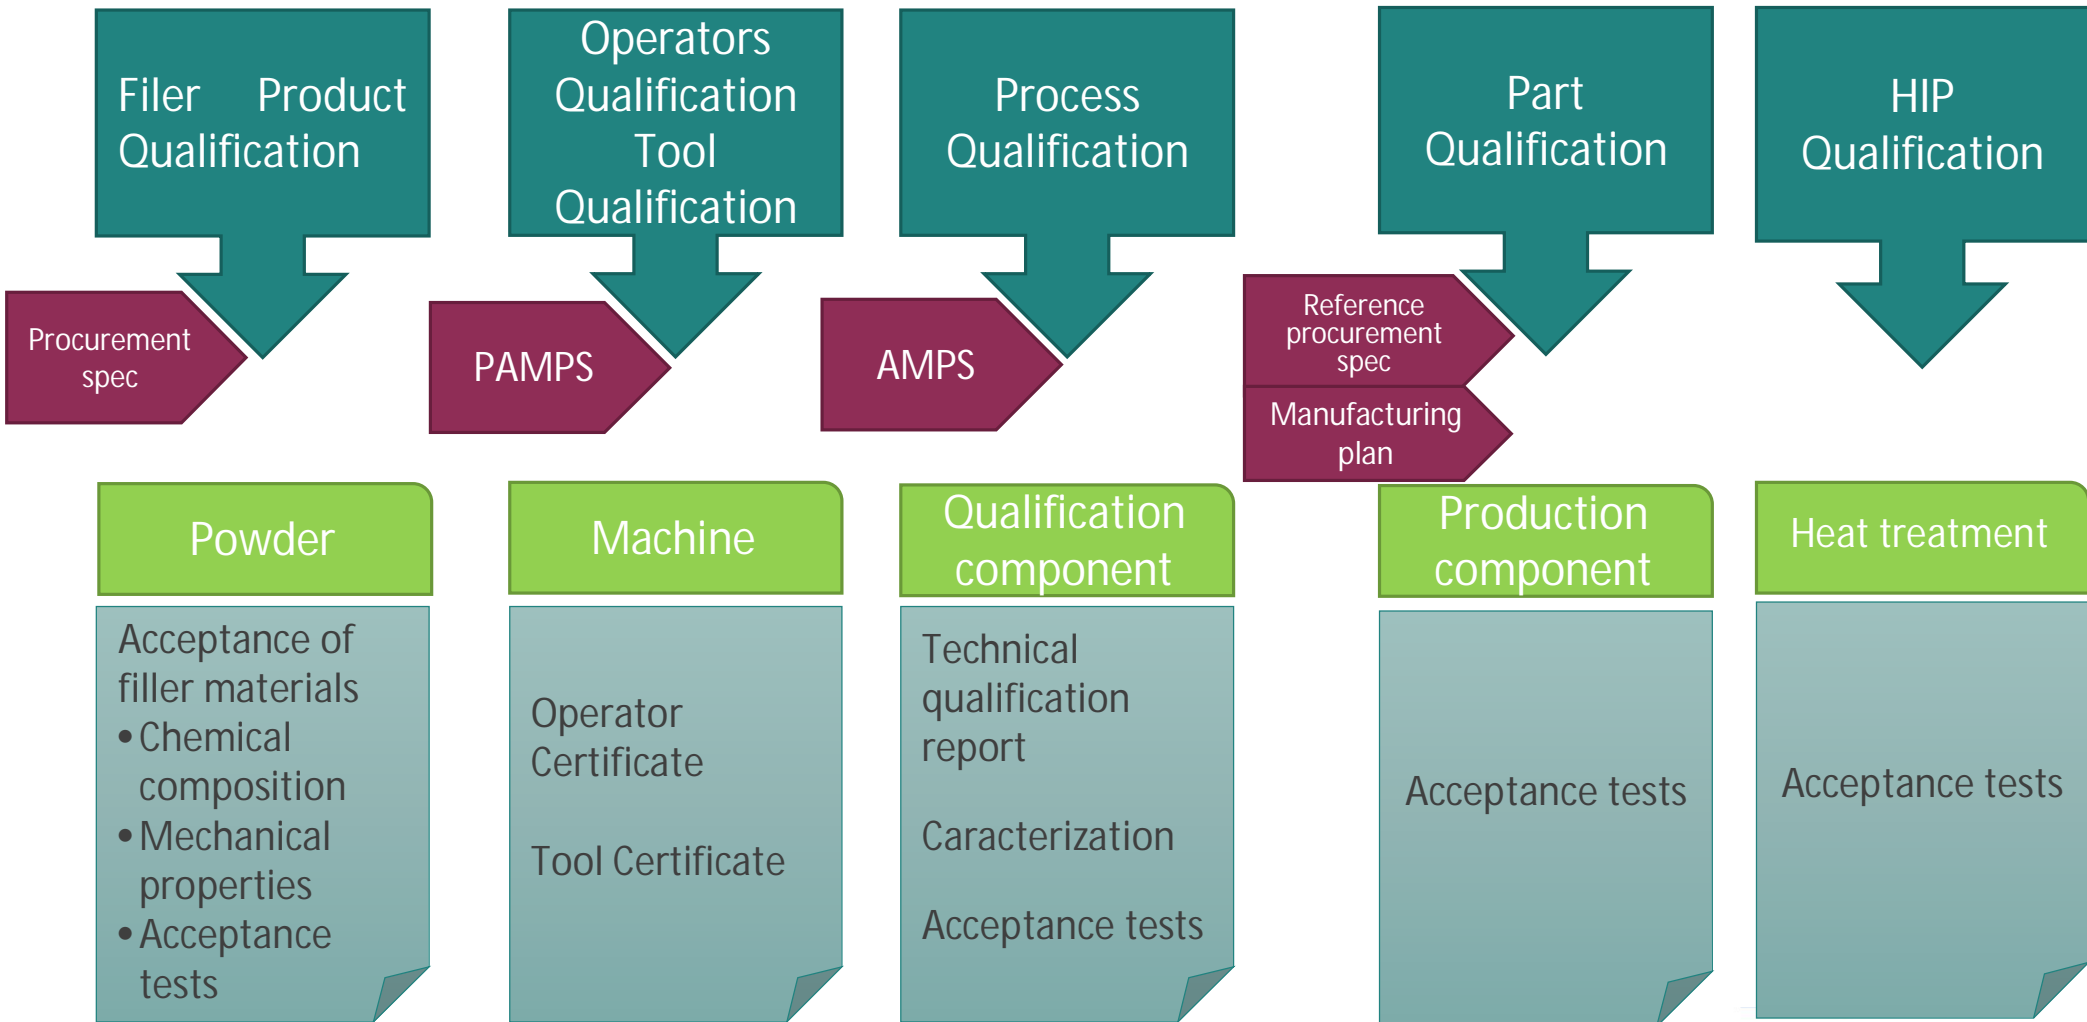 Filer Product
Qualification
Operators
Qualification
Tool
Qualification
Process
Qualification
Part
Qualification
HIP
Qualification
Procurement
spec
PAMPS
AMPS
Reference
procurement
spec
Manufacturing
plan
Powder
Machine
Qualification
component
Production
component
Heat treatment
Acceptance of
filler materials
• Chemical
composition
• Mechanical
properties
• Acceptance
tests
Operator
Certificate
Tool Certificate
Technical
qualification
report
Caracterization
Acceptance tests
Acceptance tests
Acceptance tests